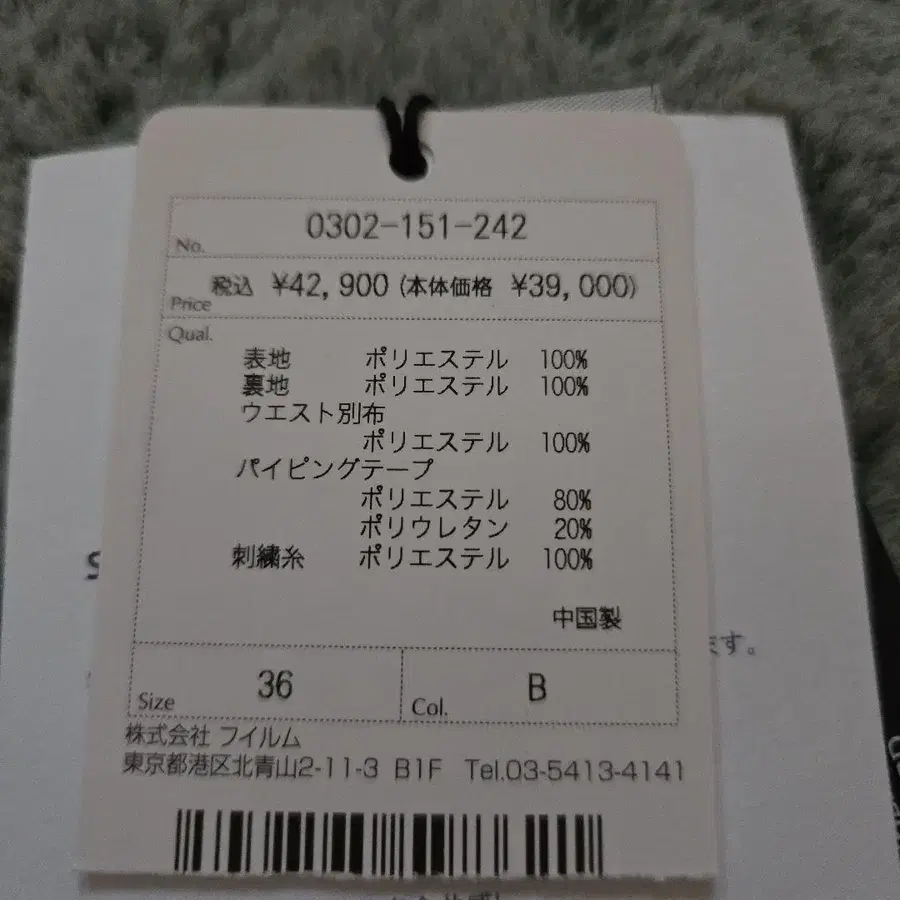 No. 0302-151-242
Price 税込 ¥42,900 (本体価格 ¥39,000)
Qual.
表地 ポリエステル 100%
裏地 ポリエステル 100%
ウエスト別布
ポリエステル 100%
パイピングテープ
ポリエステル 80%
ポリウレタン 20%
刺繍糸 ポリエステル 100%
中国製
ます。
Size 36 Col. B
株式会社 フイルム
東京都港区北青山2-11-3 B1F Tel.03-5413-4141